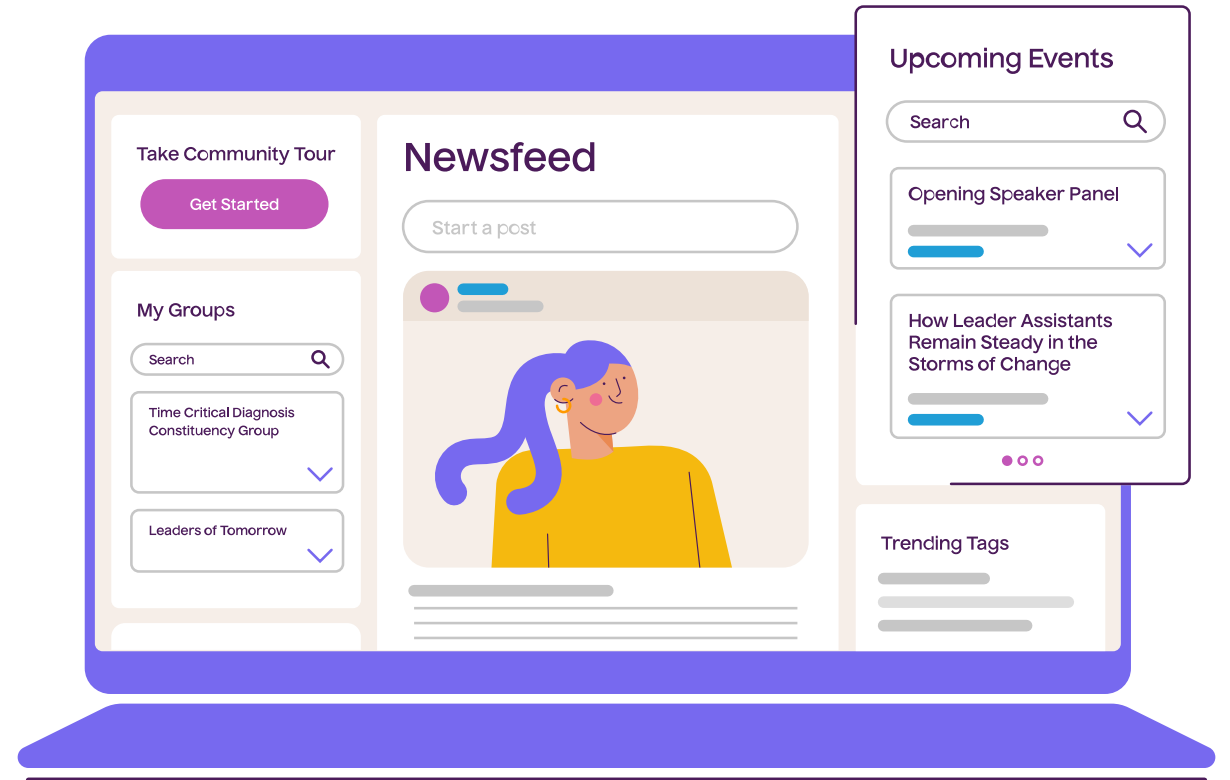 Take Community Tour
Get Started
My Groups
Search
Time Critical Diagnosis
Constituency Group
Leaders of Tomorrow
Newsfeed
Start a post
Upcoming Events
Search
Opening Speaker Panel
How Leader Assistants
Remain Steady in the
Storms of Change
Trending Tags